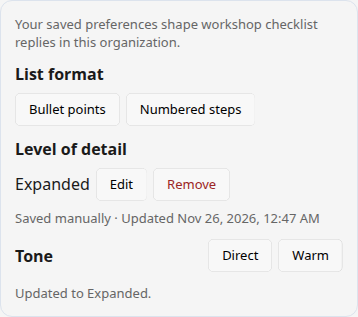 Your saved preferences shape workshop checklist
replies in this organization.
List format
Bullet points Numbered steps
Level of detail
Expanded Edit Remove
Saved manually · Updated Nov 26, 2026, 12:47 AM
Tone Direct Warm
Updated to Expanded.